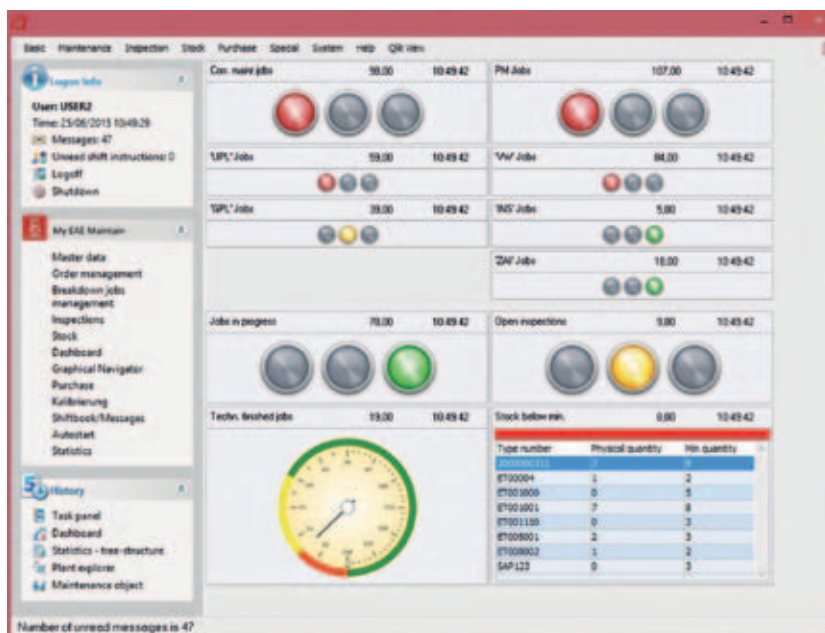 Basic Maintenance Inspection Stock Purchase Special System Help Qlik View
Logon Info
User: USER2
Time: 25/06/2015 10:49:29
Messages: 47
Unread shift instructions: 0
Logoff
Shutdown
My EAE Maintain
Master data
Order management
Breakdown jobs
management
Inspections
Stock
Dashboard
Graphical Navigator
Purchase
Kalibrierung
Shiftbook/Messages
Autostart
Statistics
History
Task panel
Dashboard
Statistics - tree-structure
Plant explorer
Maintenance object
Corr. maint jobs 98,00 10:49:42
PM Jobs 107,00 10:49:42
'UPL' Jobs 59,00 10:49:42
'VW' Jobs 84,00 10:49:42
'GPL' Jobs 39,00 10:49:42
'INS' Jobs 5,00 10:49:42
'ZAI' Jobs 18,00 10:49:42
Jobs in progress 78,00 10:49:42
Open inspections 9,00 10:49:42
Techn. finished jobs 19,00 10:49:42
Stock below min. 10:49:42
Type number Physical quantity Min quantity
ET00004 1 2
ET001000 0 5
ET001001 7 8
ET001110 0 3
ET005001 2 3
ET008002 1 2
SAP123 0 3
Number of unread messages is 47